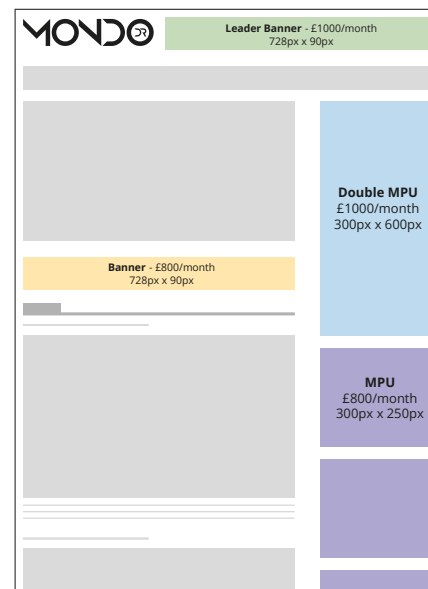 MONDO DR
Leader Banner - £1000/month
728px x 90px
Double MPU
£1000/month
300px x 600px
Banner - £800/month
728px x 90px
MPU
£800/month
300px x 250px